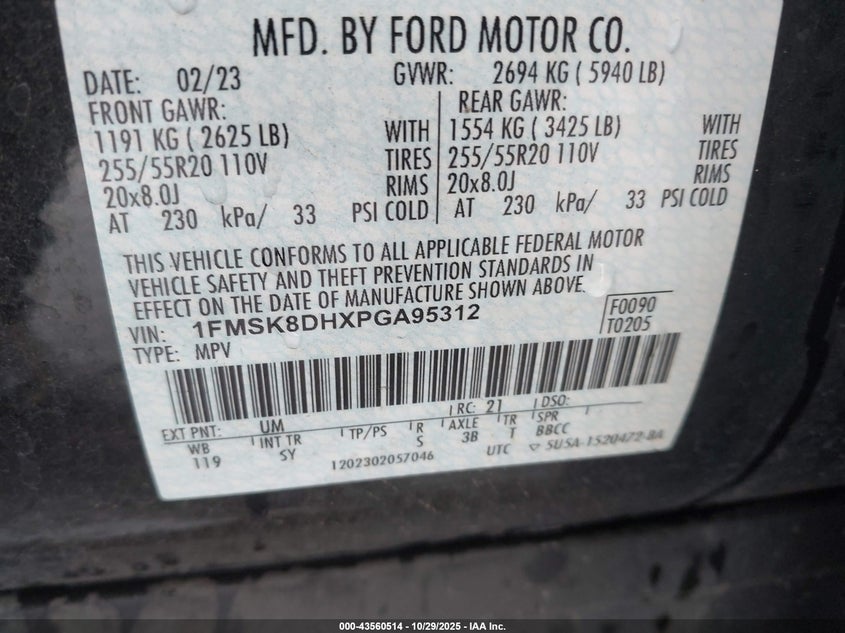 MFD. BY FORD MOTOR CO.
DATE: 02/23 GVWR: 2694 KG ( 5940 LB)
FRONT GAWR: REAR GAWR:
1191 KG ( 2625 LB) WITH 1554 KG ( 3425 LB) WITH
255/55R20 110V TIRES 255/55R20 110V TIRES
20x8.0J RIMS 20x8.0J RIMS
AT 230 kPa/ 33 PSI COLD AT 230 kPa/ 33 PSI COLD
THIS VEHICLE CONFORMS TO ALL APPLICABLE FEDERAL MOTOR
VEHICLE SAFETY AND THEFT PREVENTION STANDARDS IN
EFFECT ON THE DATE OF MANUFACTURE SHOWN ABOVE.
VIN: 1FMSK8DHXPGA95312 F0090
TYPE: MPV T0205
EXT PNT: UM RC: 21 DSO:
WB INT TR TP/PS R AXLE TR SPR
119 SY S 3B T BBCC
1202302057046 UTC 5U5A-1520472-BA
000-43560514 - 10/29/2025 - IAA Inc.